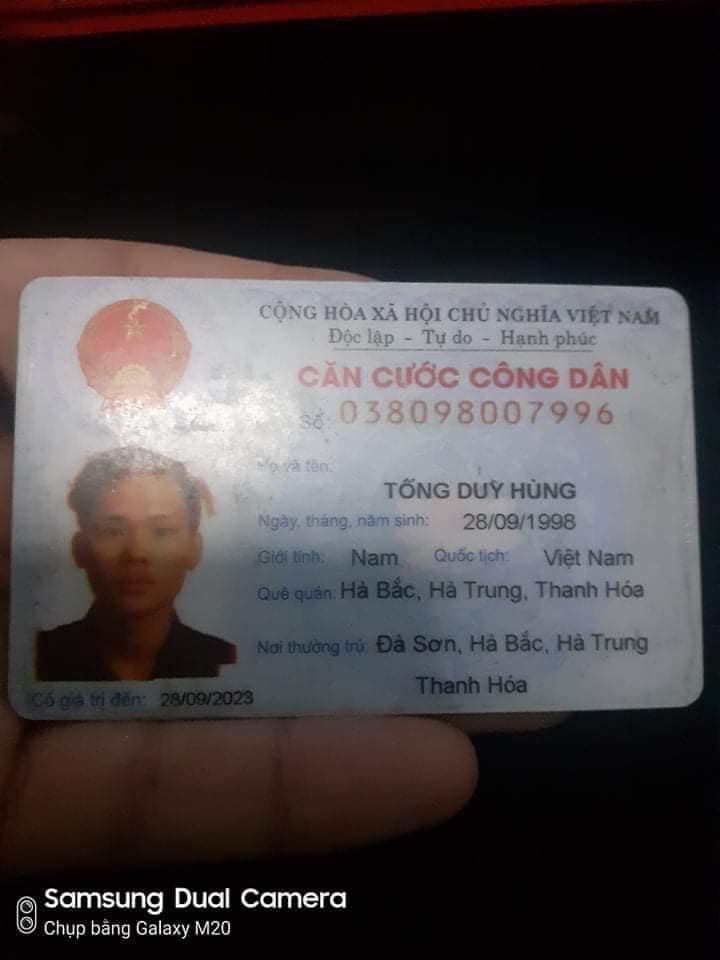 CỘNG HÒA XÃ HỘI CHỦ NGHĨA VIỆT NAM
Độc lập - Tự do - Hạnh phúc
CĂN CƯỚC CÔNG DÂN
Số: 038098007996
Họ và tên:
TỐNG DUY HÙNG
Ngày, tháng, năm sinh: 28/09/1998
Giới tính: Nam Quốc tịch: Việt Nam
Quê quán: Hà Bắc, Hà Trung, Thanh Hóa
Nơi thường trú: Đà Sơn, Hà Bắc, Hà Trung
Thanh Hóa
Có giá trị đến: 28/09/2023
Samsung Dual Camera
Chụp bằng Galaxy M20